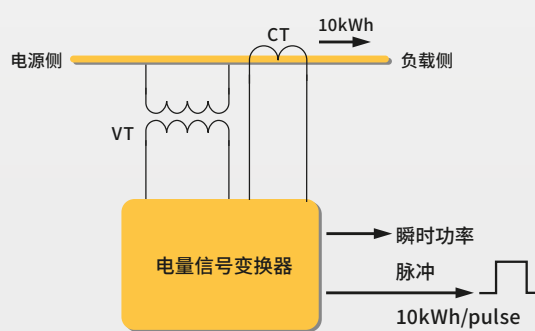 10kWh
CT
电源侧
负载侧
VT
电量信号变换器
瞬时功率
脉冲
10kWh/pulse